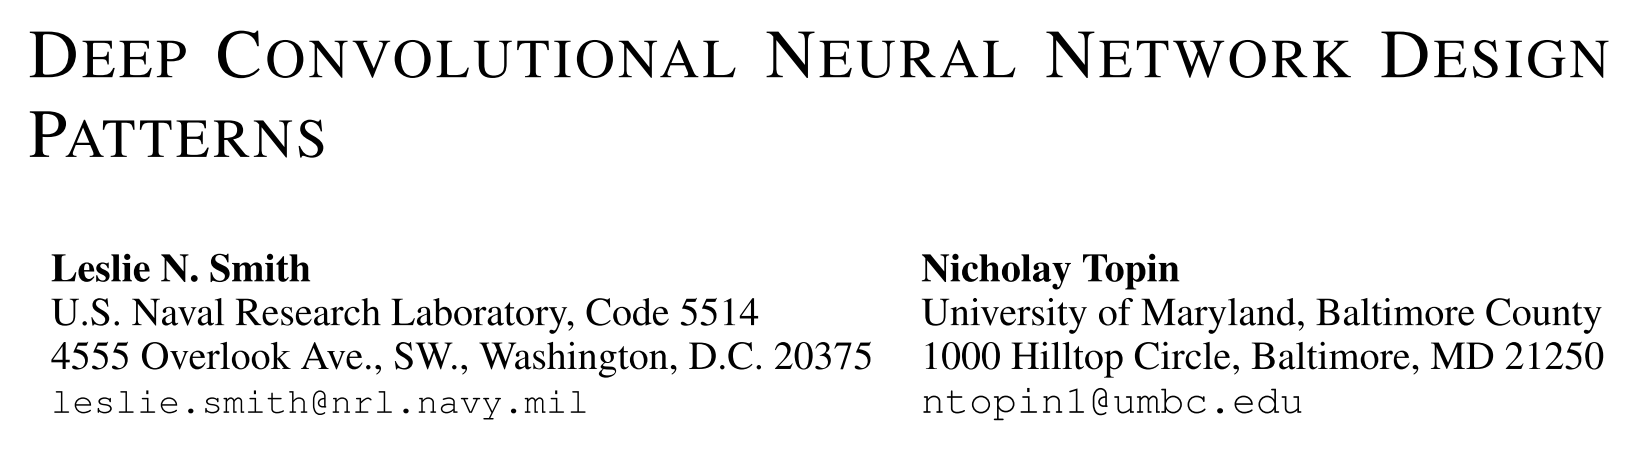 DEEP CONVOLUTIONAL NEURAL NETWORK DESIGN
PATTERNS
Leslie N. Smith
U.S. Naval Research Laboratory, Code 5514
4555 Overlook Ave., SW., Washington, D.C. 20375
leslie.smith@nrl.navy.mil
Nicholay Topin
University of Maryland, Baltimore County
1000 Hilltop Circle, Baltimore, MD 21250
ntopin1@umbc.edu